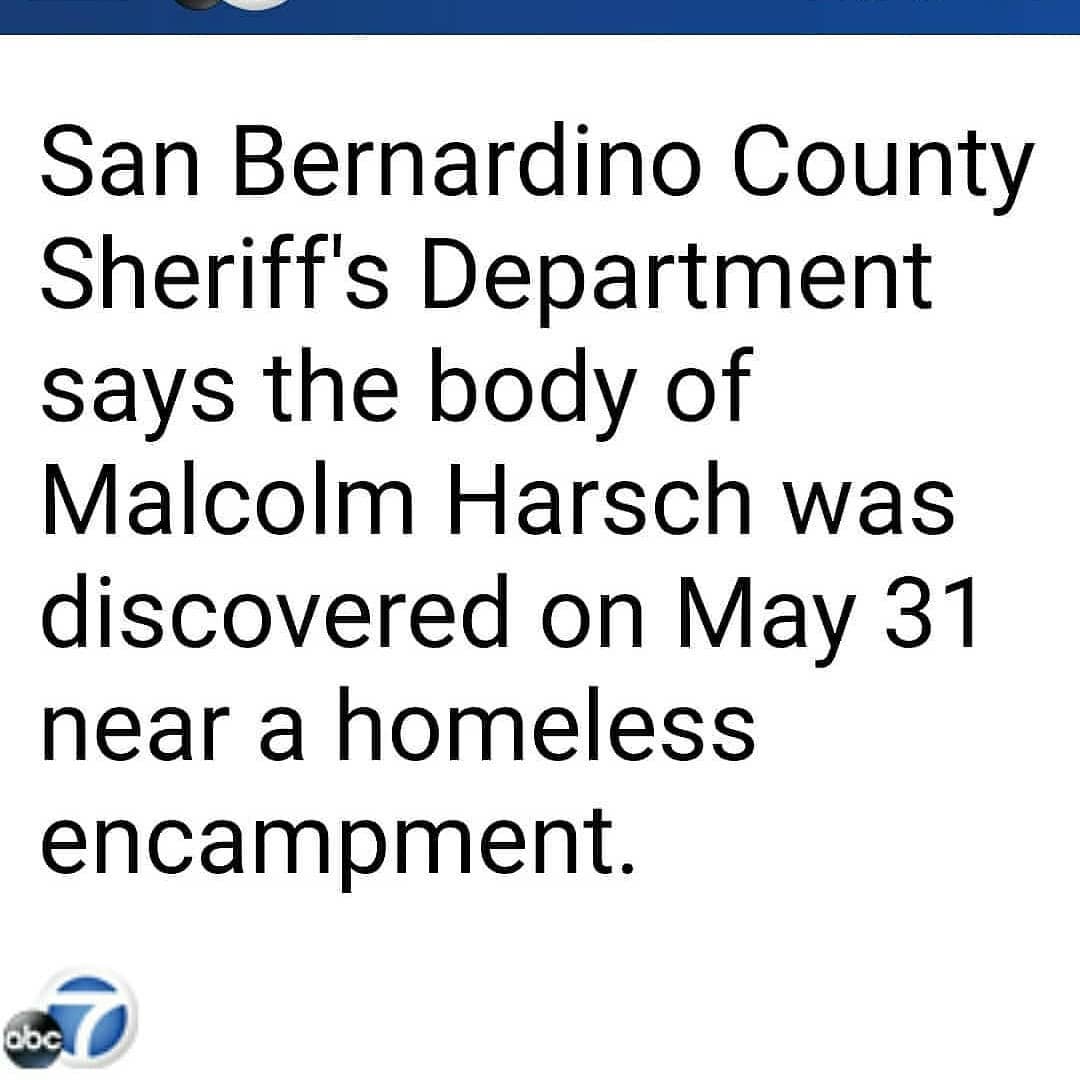 San Bernardino County
Sheriff's Department
says the body of
Malcolm Harsch was
discovered on May 31
near a homeless
encampment.
abc 7